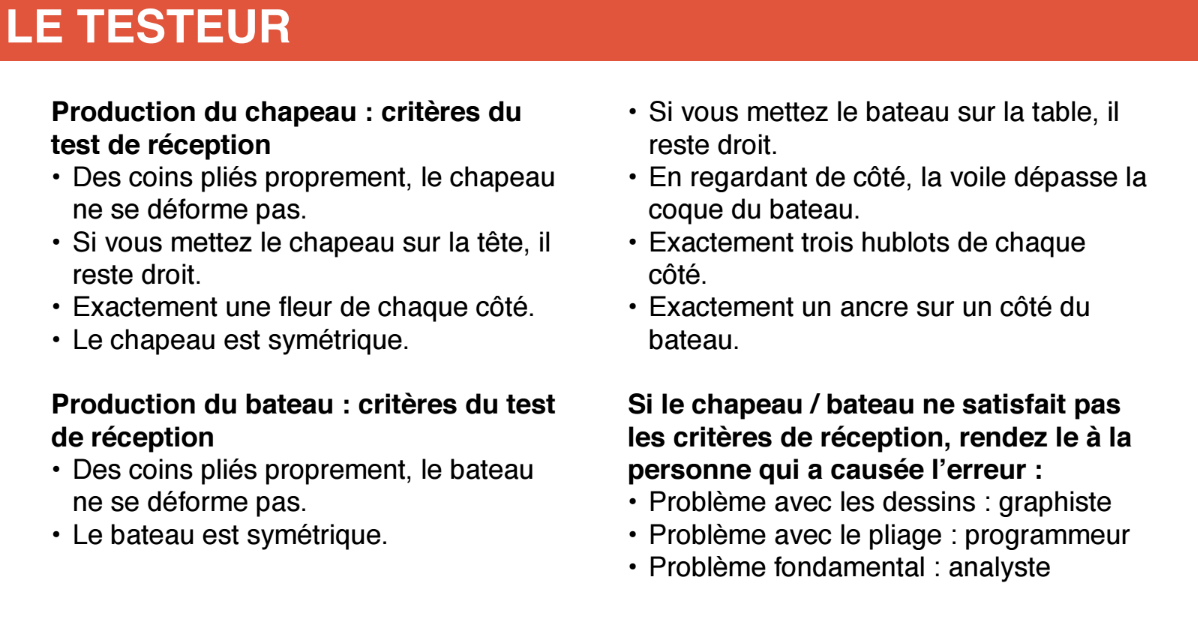 LE TESTEUR
Production du chapeau : critères du
test de réception
• Des coins pliés proprement, le chapeau
ne se déforme pas.
• Si vous mettez le chapeau sur la tête, il
reste droit.
• Exactement une fleur de chaque côté.
• Le chapeau est symétrique.
Production du bateau : critères du test
de réception
• Des coins pliés proprement, le bateau
ne se déforme pas.
• Le bateau est symétrique.
• Si vous mettez le bateau sur la table, il
reste droit.
• En regardant de côté, la voile dépasse la
coque du bateau.
• Exactement trois hublots de chaque
côté.
• Exactement un ancre sur un côté du
bateau.
Si le chapeau / bateau ne satisfait pas
les critères de réception, rendez le à la
personne qui a causée l’erreur :
• Problème avec les dessins : graphiste
• Problème avec le pliage : programmeur
• Problème fondamental : analyste